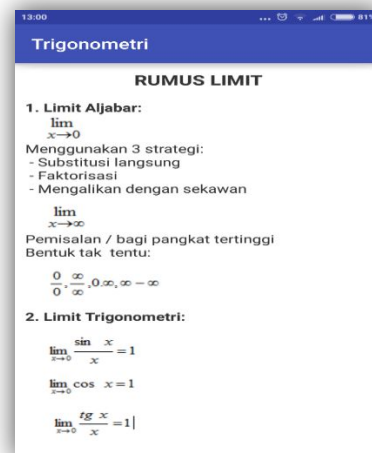 13:00 ... 81%
Trigonometri
RUMUS LIMIT
1. Limit Aljabar:
lim
x→0
Menggunakan 3 strategi:
- Substitusi langsung
- Faktorisasi
- Mengalikan dengan sekawan
lim
x→∞
Pemisalan / bagi pangkat tertinggi
Bentuk tak tentu:
0/0, ∞/∞, 0.∞, ∞ − ∞
2. Limit Trigonometri:
lim x→0 sin x / x = 1
lim x→0 cos x = 1
lim x→0 tg x / x = 1|